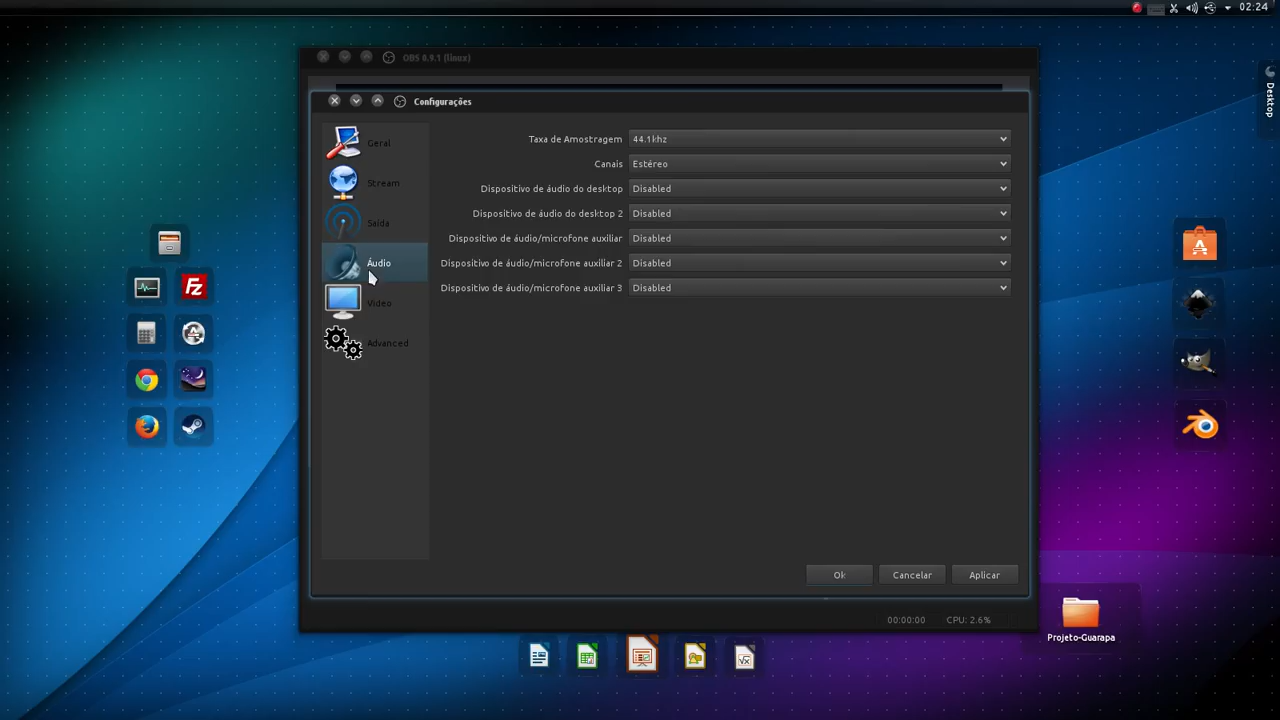 02:24
Desktop
OBS 0.9.1 (linux)
Configurações
Geral
Stream
Saída
Áudio
Vídeo
Advanced
Taxa de Amostragem 44.1khz
Canais Estéreo
Dispositivo de áudio do desktop Disabled
Dispositivo de áudio do desktop 2 Disabled
Dispositivo de áudio/microfone auxiliar Disabled
Dispositivo de áudio/microfone auxiliar 2 Disabled
Dispositivo de áudio/microfone auxiliar 3 Disabled
Ok Cancelar Aplicar
00:00:00 CPU: 2.6%
Projeto-Guarapa
Fz